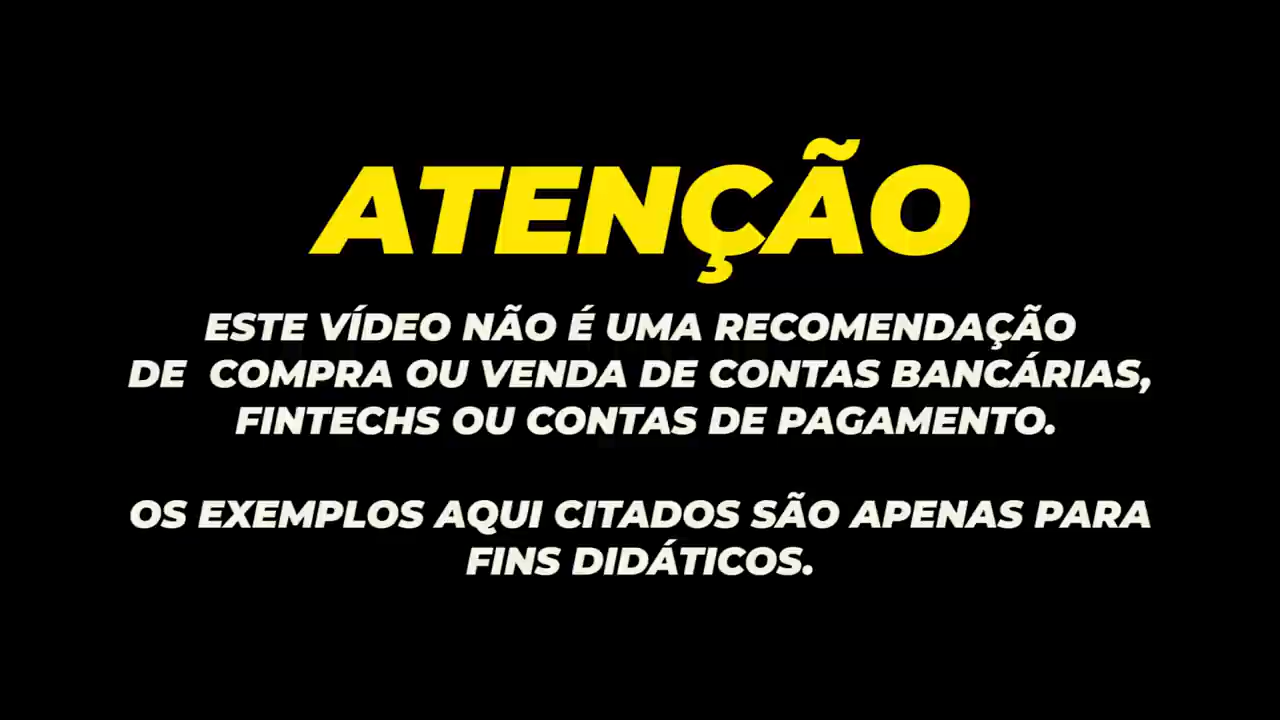 ATENÇÃO
ESTE VÍDEO NÃO É UMA RECOMENDAÇÃO
DE COMPRA OU VENDA DE CONTAS BANCÁRIAS,
FINTECHS OU CONTAS DE PAGAMENTO.
OS EXEMPLOS AQUI CITADOS SÃO APENAS PARA
FINS DIDÁTICOS.